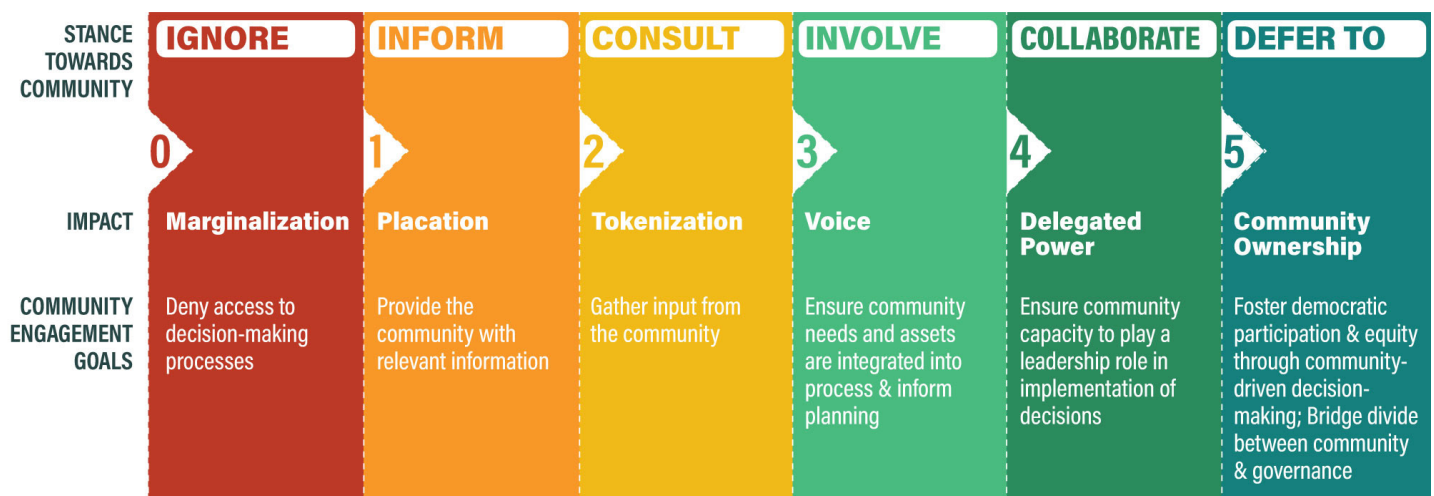 STANCE
TOWARDS
COMMUNITY
IGNORE
INFORM
CONSULT
INVOLVE
COLLABORATE
DEFER TO
0
1
2
3
4
5
IMPACT
Marginalization
Placation
Tokenization
Voice
Delegated
Power
Community
Ownership
COMMUNITY
ENGAGEMENT
GOALS
Deny access to
decision-making
processes
Provide the
community with
relevant information
Gather input from
the community
Ensure community
needs and assets
are integrated into
process & inform
planning
Ensure community
capacity to play a
leadership role in
implementation of
decisions
Foster democratic
participation & equity
through community-
driven decision-
making; Bridge divide
between community
& governance